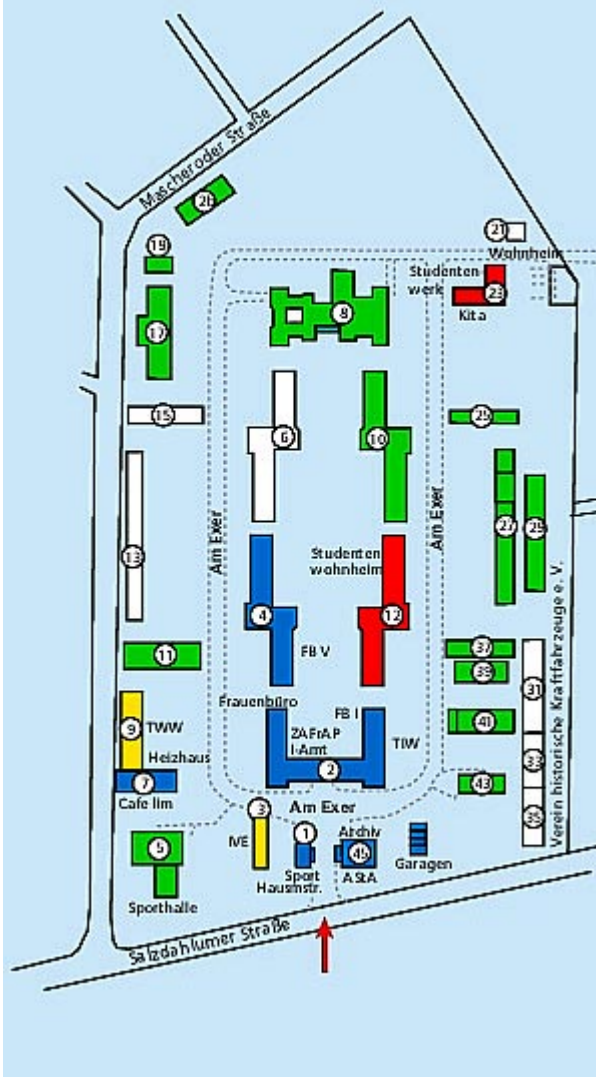 Mascheroder Straße
2b
21
Wohnheim
19
Studenten
werk
23
Kita
8
17
15
25
6
10
Am Exer
Am Exer
27
29
13
Studenten
wohnheim
4
12
FB V
11
37
39
31
Verein historische Kraftfahrzeuge e. V.
Frauenbüro
FB I
ZAFrAP
I-Amt
TIW
41
9
TWW
33
Heizhaus
2
7
43
Cafe lim
3
Am Exer
1
Archiv
35
5
IVE
45
Sport
Hausmstr.
AStA
Garagen
Sporthalle
Salzdahlumer Straße